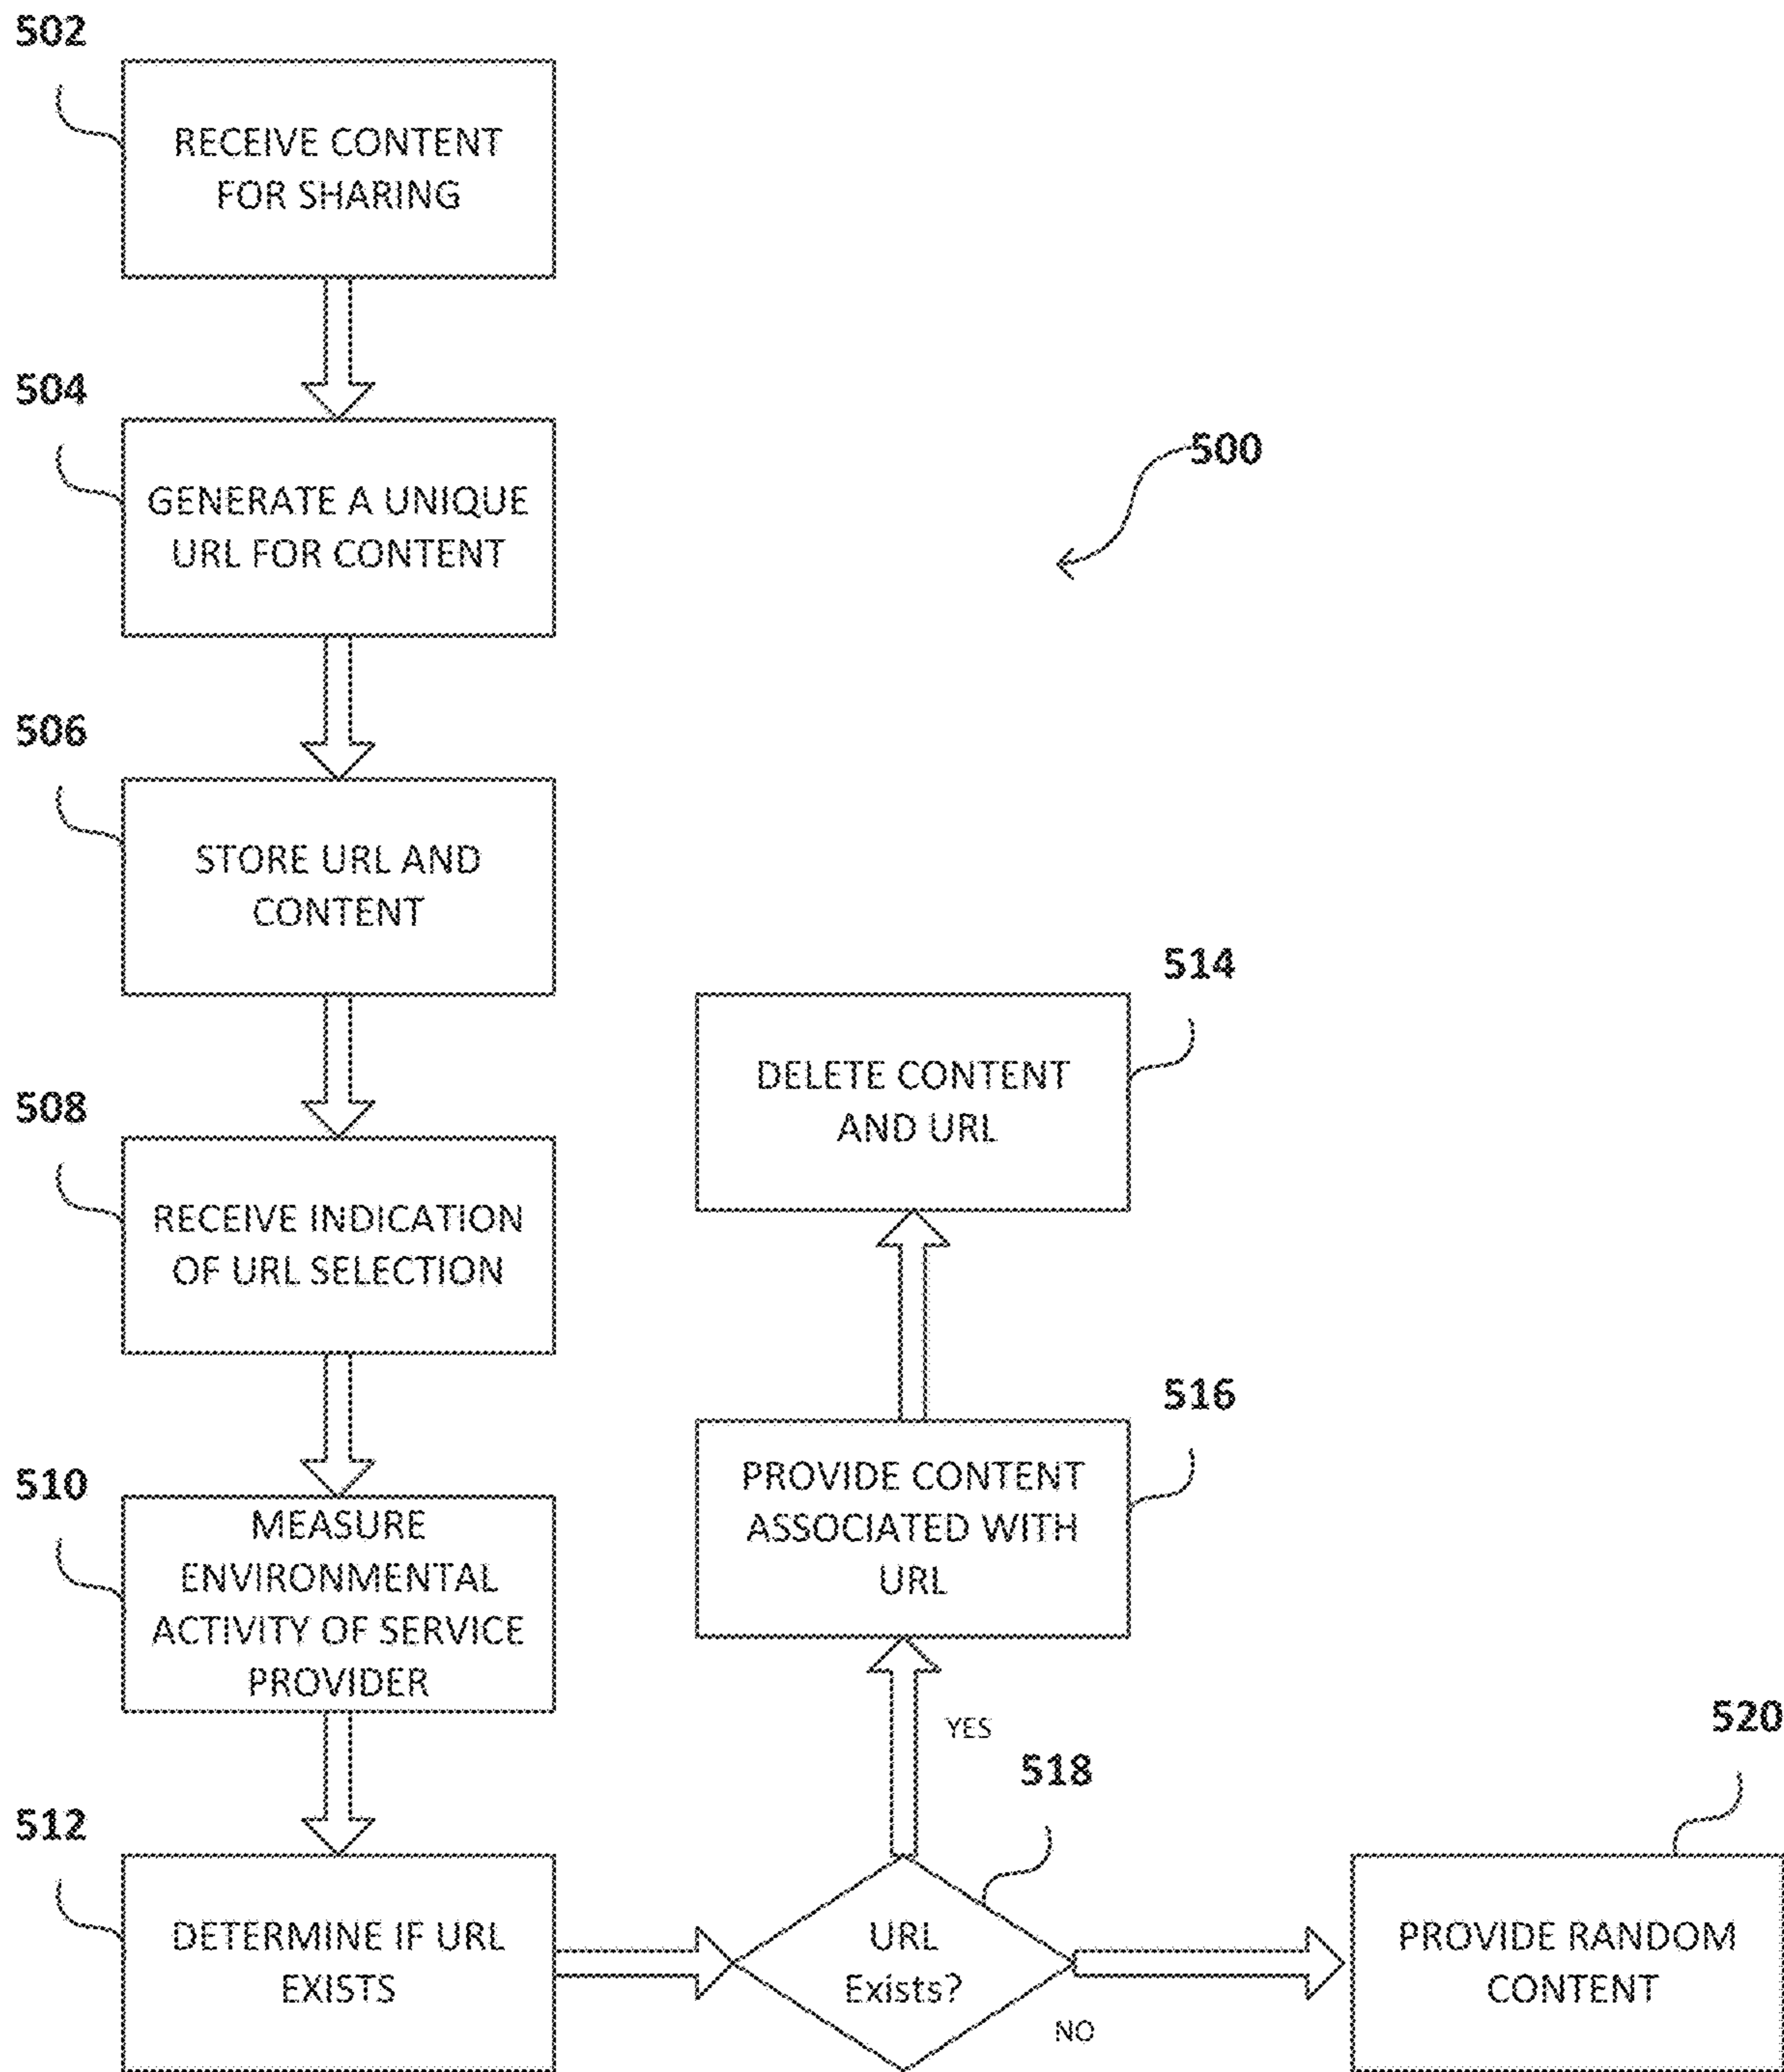 502
RECEIVE CONTENT
FOR SHARING
504
GENERATE A UNIQUE
URL FOR CONTENT
500
506
STORE URL AND
CONTENT
508
RECEIVE INDICATION
OF URL SELECTION
510
MEASURE
ENVIRONMENTAL
ACTIVITY OF SERVICE
PROVIDER
512
DETERMINE IF URL
EXISTS
514
DELETE CONTENT
AND URL
516
PROVIDE CONTENT
ASSOCIATED WITH
URL
YES
518
URL
Exists?
NO
520
PROVIDE RANDOM
CONTENT